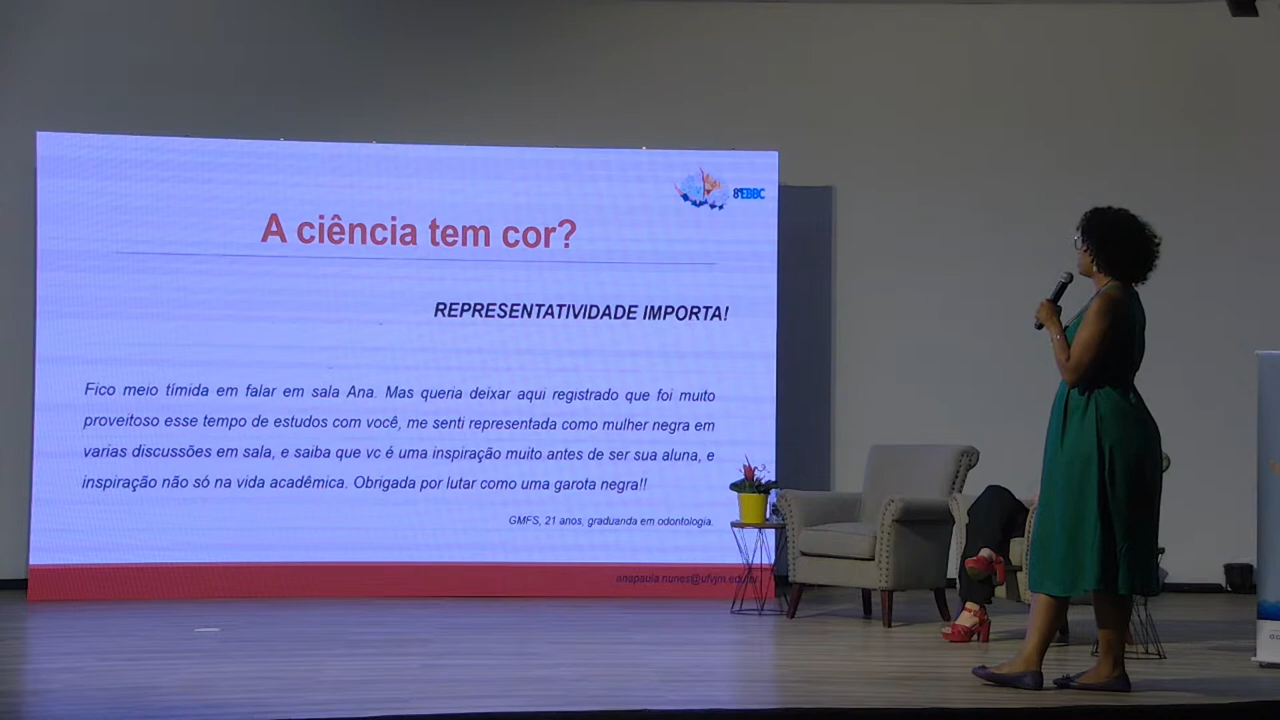 8ºEBBC
A ciência tem cor?
REPRESENTATIVIDADE IMPORTA!
Fico meio tímida em falar em sala Ana. Mas queria deixar aqui registrado que foi muito
proveitoso esse tempo de estudos com você, me senti representada como mulher negra em
varias discussões em sala, e saiba que vc é uma inspiração muito antes de ser sua aluna, e
inspiração não só na vida acadêmica. Obrigada por lutar como uma garota negra!!
GMFS, 21 anos, graduanda em odontologia.
anapaula.nunes@ufvjm.edu.br